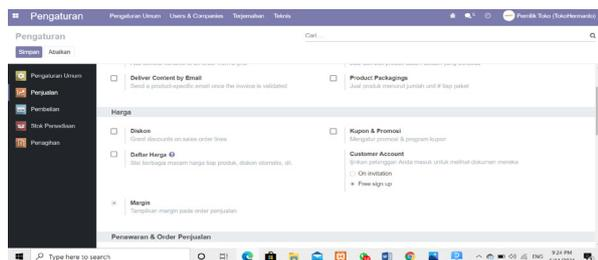 Pengaturan
Pengaturan Umum Users & Companies Terjemahan Teknis
Pemilik Toko (TokoHermanto)
Pengaturan
Cari...
Simpan Abaikan
Pengaturan Umum
Penjualan
Pembelian
Stok Persediaan
Penagihan
Deliver Content by Email
Send a product-specific email once the invoice is validated
Product Packagings
Jual produk menurut jumlah unit # tiap paket
Harga
Diskon
Grant discounts on sales order lines
Kupon & Promosi
Mengatur promosi & program kupon
Daftar Harga
Set berbagai macam harga tiap produk, diskon otomatis, dll.
Customer Account
Ijinkan pelanggan Anda masuk untuk melihat dokumen mereka
On invitation
Free sign up
Margin
Tampilkan margin pada order penjualan
Penawaran & Order Penjualan
Type here to search
ENG
9:24 PM